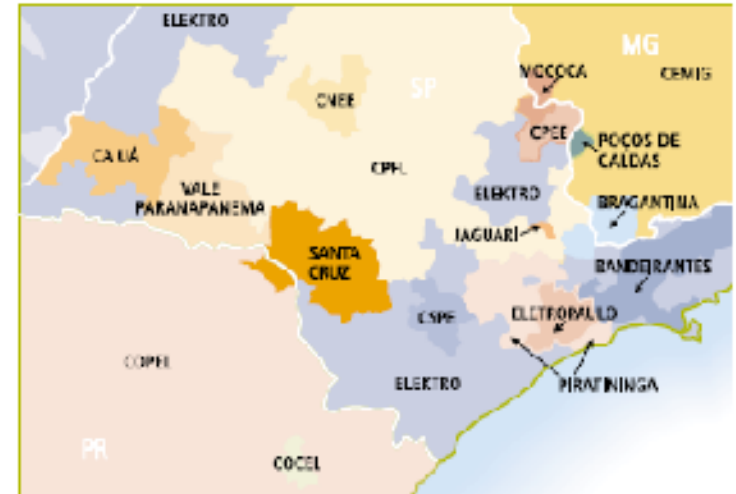 ELEKTRO
MG
MOCOCA
CEMIG
SP
CNEE
CPEE
POÇOS DE
CALDAS
CAIUÁ
CPFL
VALE
PARANAPANEMA
ELEKTRO
BRAGANTINA
JAGUARÍ
SANTA
CRUZ
BANDEIRANTES
CSPE
ELETROPAULO
COPEL
ELEKTRO
PIRATININGA
PR
COCEL